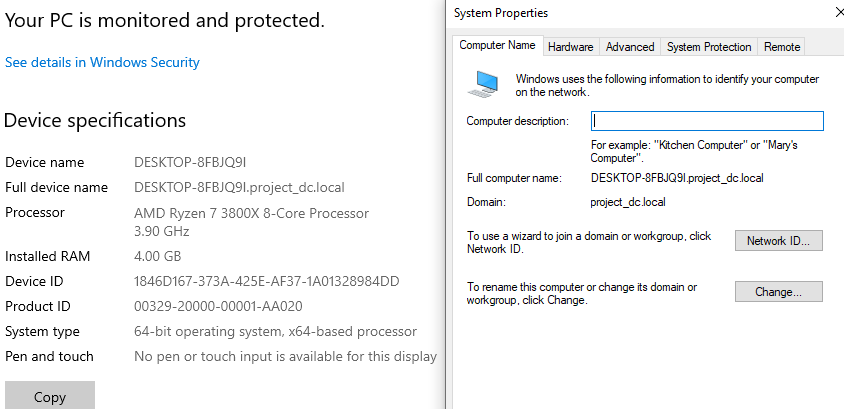 Your PC is monitored and protected.
See details in Windows Security
Device specifications
Device name DESKTOP-8FBJQ9I
Full device name DESKTOP-8FBJQ9I.project_dc.local
Processor AMD Ryzen 7 3800X 8-Core Processor
3.90 GHz
Installed RAM 4.00 GB
Device ID 1846D167-373A-425E-AF37-1A01328984DD
Product ID 00329-20000-00001-AA020
System type 64-bit operating system, x64-based processor
Pen and touch No pen or touch input is available for this display
Copy
System Properties
Computer Name Hardware Advanced System Protection Remote
Windows uses the following information to identify your computer
on the network.
Computer description:
For example: "Kitchen Computer" or "Mary's
Computer".
Full computer name: DESKTOP-8FBJQ9I.project_dc.local
Domain: project_dc.local
To use a wizard to join a domain or workgroup, click
Network ID.
Network ID...
To rename this computer or change its domain or
workgroup, click Change.
Change...